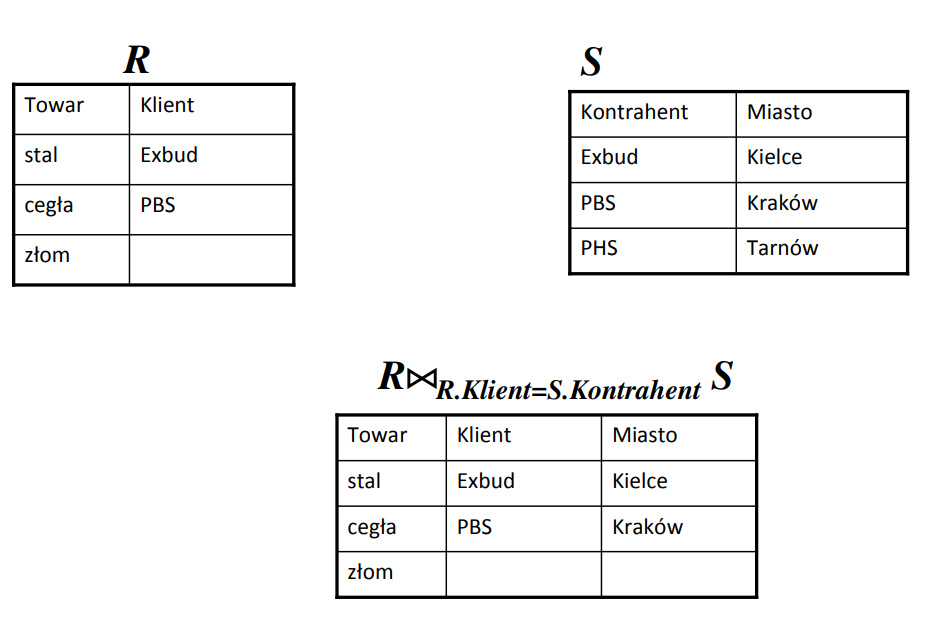 R
Towar Klient
stal Exbud
cegła PBS
złom
S
Kontrahent Miasto
Exbud Kielce
PBS Kraków
PHS Tarnów
R⋈R.Klient=S.Kontrahent S
Towar Klient Miasto
stal Exbud Kielce
cegła PBS Kraków
złom